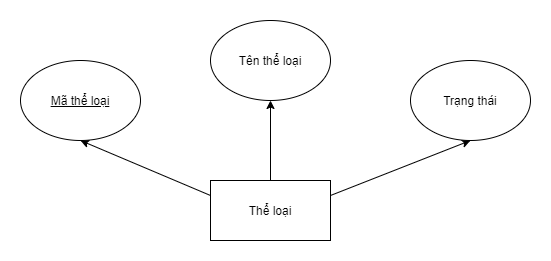 Tên thể loại
Mã thể loại
Trạng thái
Thể loại